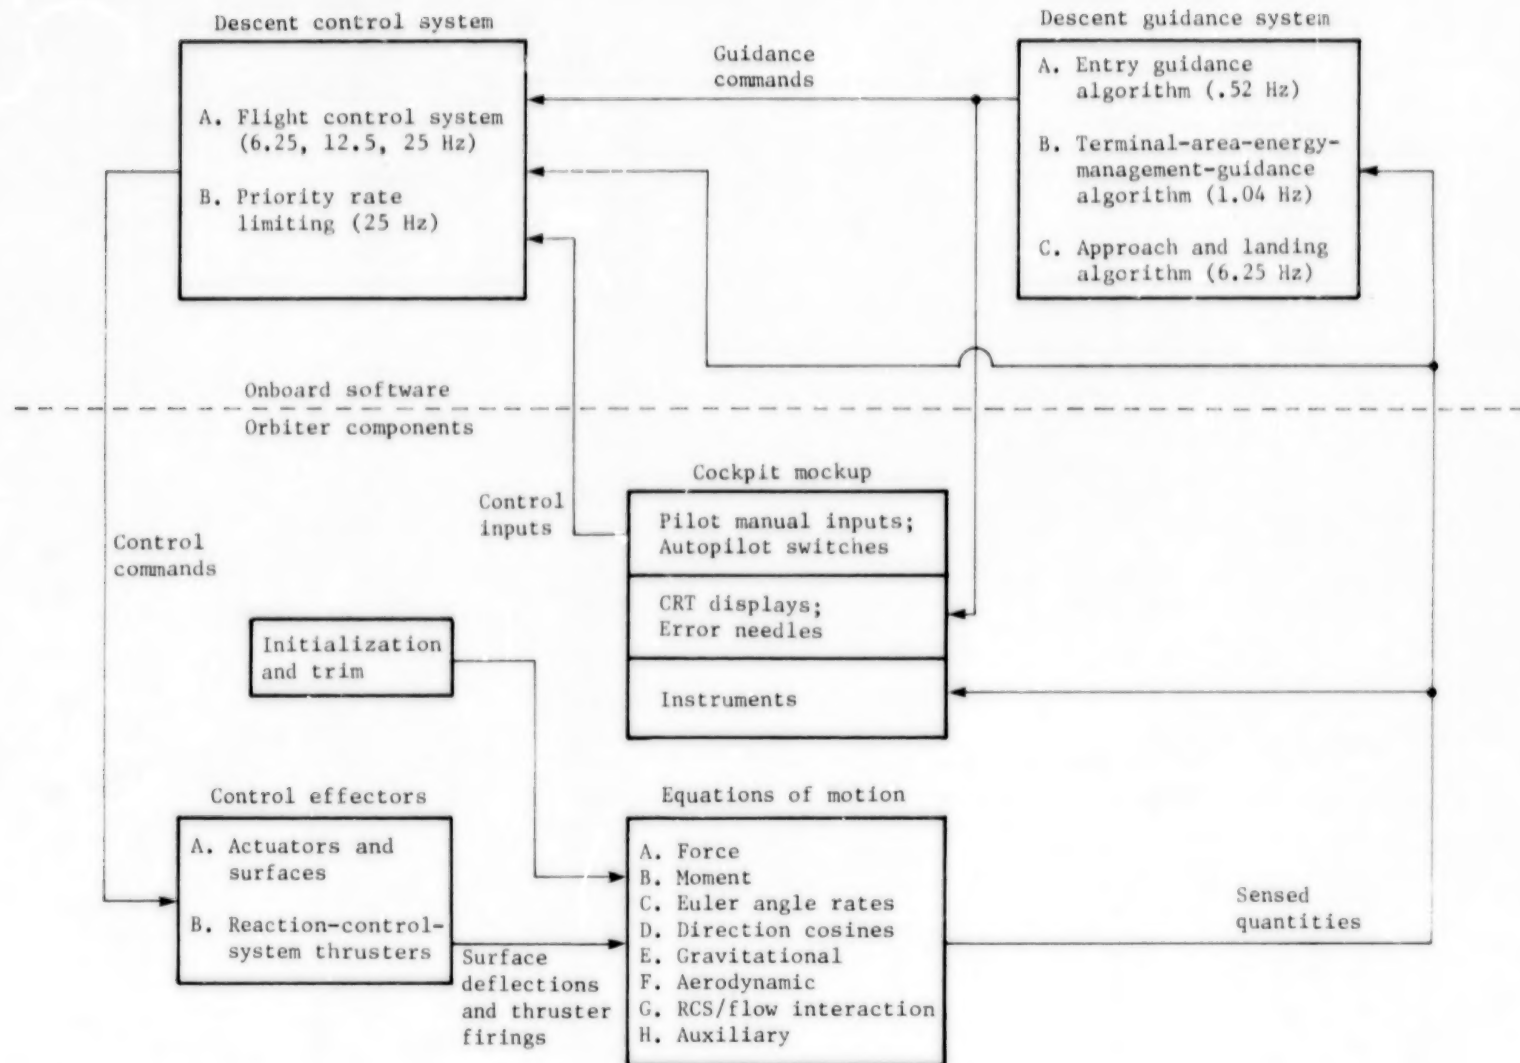 Descent control system
A. Flight control system
(6.25, 12.5, 25 Hz)
B. Priority rate
limiting (25 Hz)
Guidance
commands
Descent guidance system
A. Entry guidance
algorithm (.52 Hz)
B. Terminal-area-energy-
management-guidance
algorithm (1.04 Hz)
C. Approach and landing
algorithm (6.25 Hz)
Onboard software
Orbiter components
Control
commands
Control
inputs
Cockpit mockup
Pilot manual inputs;
Autopilot switches
CRT displays;
Error needles
Instruments
Initialization
and trim
Control effectors
A. Actuators and
surfaces
B. Reaction-control-
system thrusters
Surface
deflections
and thruster
firings
Equations of motion
A. Force
B. Moment
C. Euler angle rates
D. Direction cosines
E. Gravitational
F. Aerodynamic
G. RCS/flow interaction
H. Auxiliary
Sensed
quantities